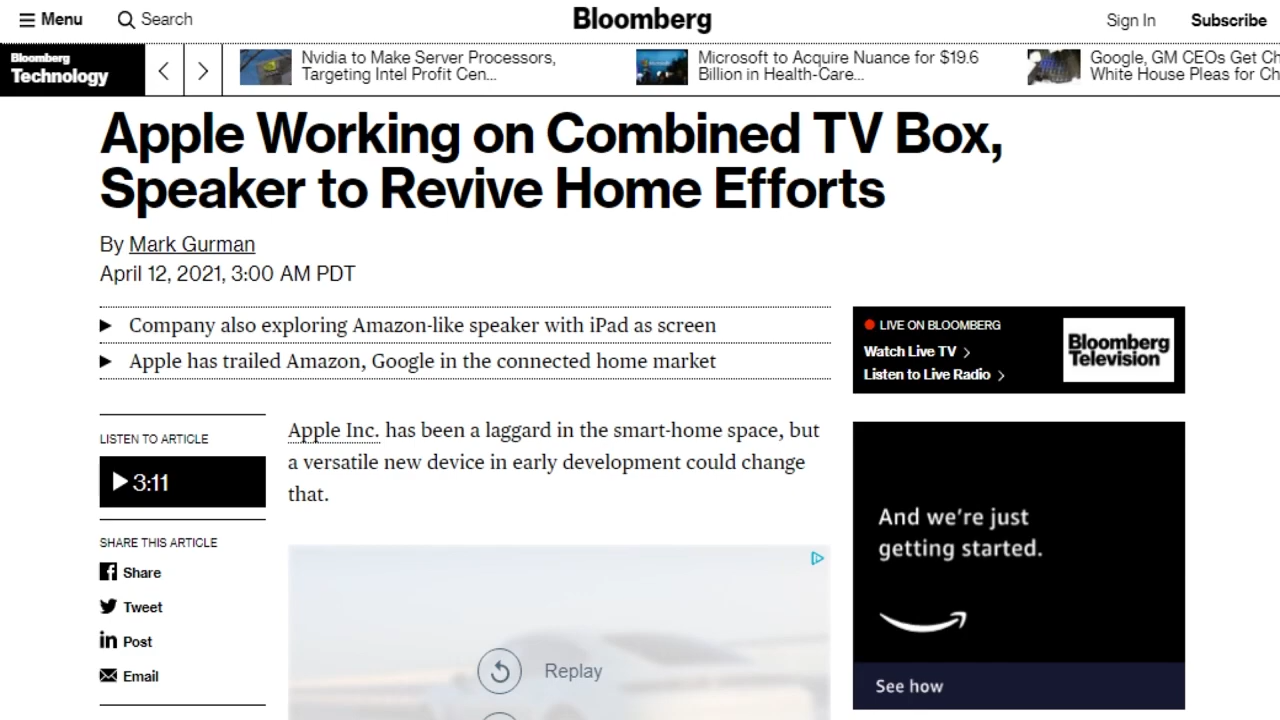 Menu
Search
Bloomberg
Sign In
Subscribe
Bloomberg
Technology
Nvidia to Make Server Processors,
Targeting Intel Profit Cen...
Microsoft to Acquire Nuance for $19.6
Billion in Health-Care...
Google, GM CEOs Get Ch
White House Pleas for Ch
Apple Working on Combined TV Box,
Speaker to Revive Home Efforts
By Mark Gurman
April 12, 2021, 3:00 AM PDT
Company also exploring Amazon-like speaker with iPad as screen
Apple has trailed Amazon, Google in the connected home market
LIVE ON BLOOMBERG
Watch Live TV
Listen to Live Radio
Bloomberg
Television
LISTEN TO ARTICLE
3:11
SHARE THIS ARTICLE
Share
Tweet
Post
Email
Apple Inc. has been a laggard in the smart-home space, but
a versatile new device in early development could change
that.
Replay
And we're just
getting started.
See how